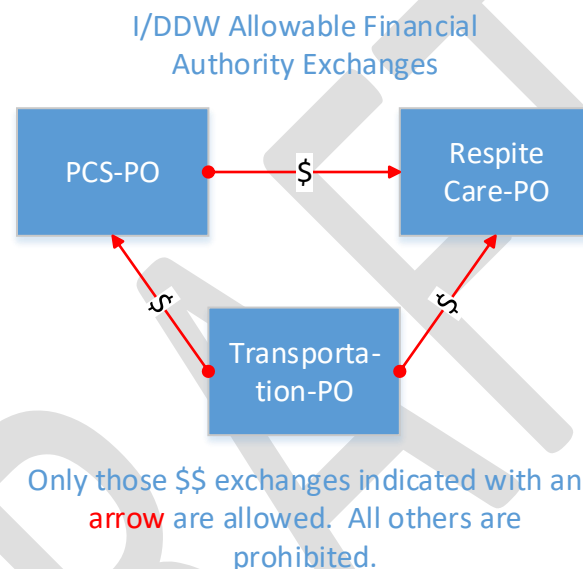 I/DDW Allowable Financial
Authority Exchanges
PCS-PO
$
Respite
Care-PO
$
$
Transporta-
tion-PO
Only those $$ exchanges indicated with an
arrow are allowed.  All others are
prohibited.
DRAFT